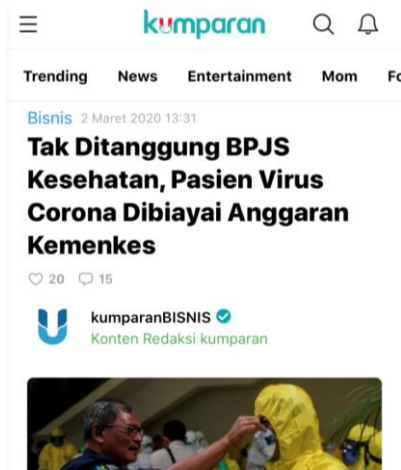 kumparan
Trending News Entertainment Mom
Bisnis 2 Maret 2020 13:31
Tak Ditanggung BPJS
Kesehatan, Pasien Virus
Corona Dibiayai Anggaran
Kemenkes
20 15
kumparanBISNIS
Konten Redaksi kumparan